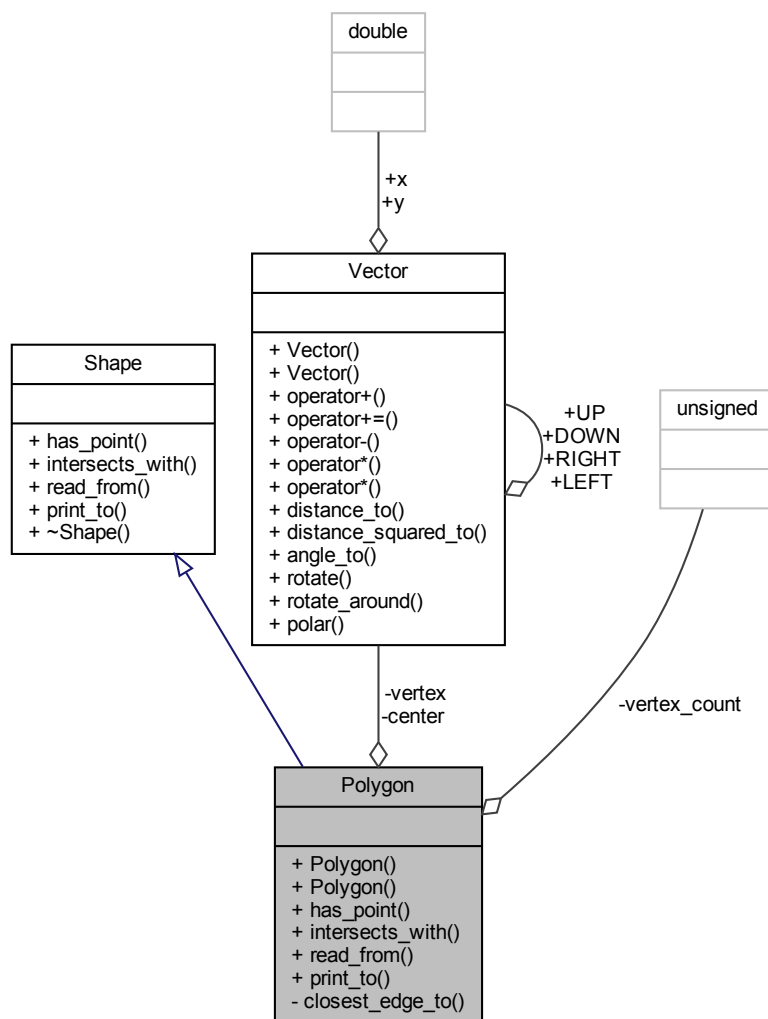 double
+x
+y
Vector
+ Vector()
+ Vector()
+ operator+()
+ operator+=()
+ operator-()
+ operator*()
+ operator*()
+ distance_to()
+ distance_squared_to()
+ angle_to()
+ rotate()
+ rotate_around()
+ polar()
+UP
+DOWN
+RIGHT
+LEFT
Shape
+ has_point()
+ intersects_with()
+ read_from()
+ print_to()
+ ~Shape()
unsigned
-vertex
-center
-vertex_count
Polygon
+ Polygon()
+ Polygon()
+ has_point()
+ intersects_with()
+ read_from()
+ print_to()
- closest_edge_to()